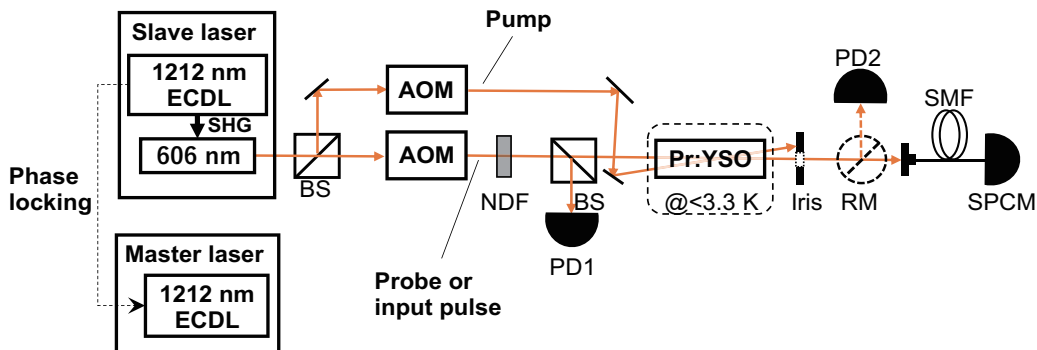 Slave laser
1212 nm
ECDL
SHG
606 nm
Phase
locking
Master laser
1212 nm
ECDL
BS
AOM
AOM
Pump
NDF
Probe or
input pulse
BS
PD1
Pr:YSO
@<3.3 K
Iris
PD2
RM
SMF
SPCM